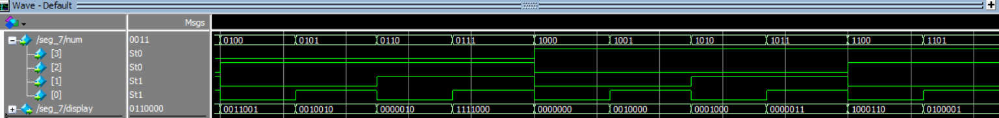 Wave - Default
Msgs
/seg_7/num 0011 0100 0101 0110 0111 1000 1001 1010 1011 1100 1101
[3] St0
[2] St0
[1] St1
[0] St1
/seg_7/display 0110000 0011001 0010010 0000010 1111000 0000000 0010000 0001000 0000011 1000110 0100001